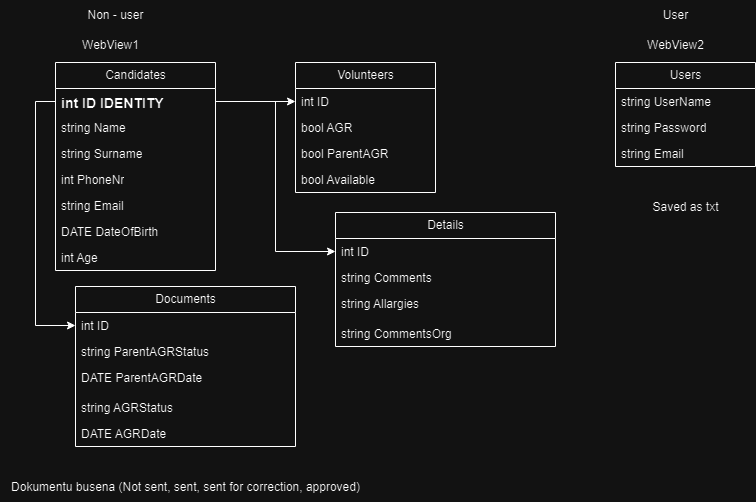 Non - user
WebView1
Candidates
int ID IDENTITY
string Name
string Surname
int PhoneNr
string Email
DATE DateOfBirth
int Age
Volunteers
int ID
bool AGR
bool ParentAGR
bool Available
Details
int ID
string Comments
string Allargies
string CommentsOrg
Documents
int ID
string ParentAGRStatus
DATE ParentAGRDate
string AGRStatus
DATE AGRDate
User
WebView2
Users
string UserName
string Password
string Email
Saved as txt
Dokumentu busena (Not sent, sent, sent for correction, approved)